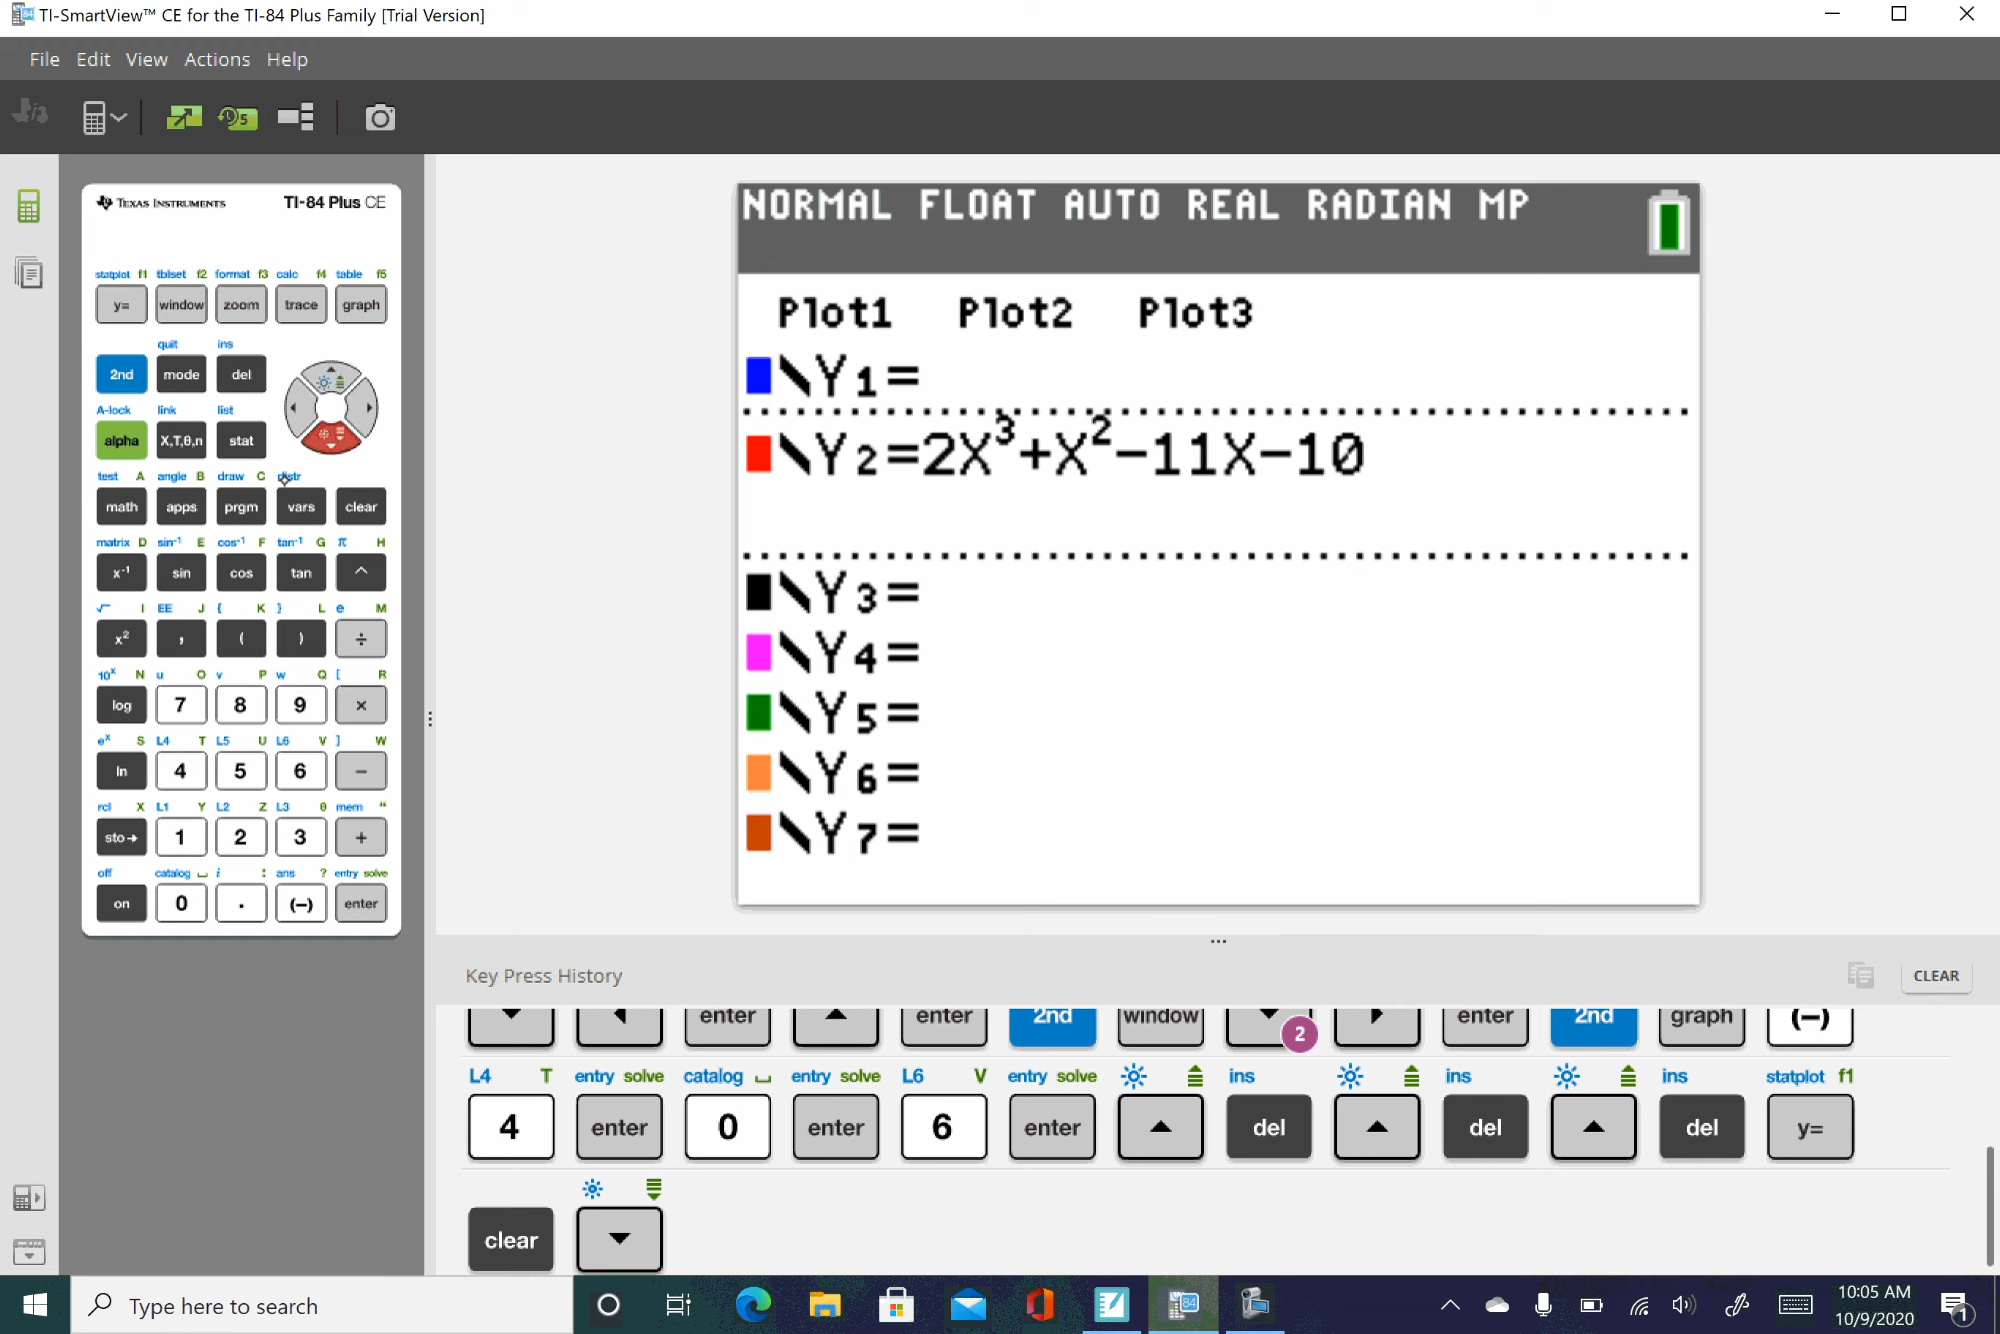 TI-SmartView™ CE for the TI-84 Plus Family [Trial Version]
File Edit View Actions Help
TEXAS INSTRUMENTS TI-84 Plus CE
statplot f1 tblset f2 format f3 calc f4 table f5
y= window zoom trace graph
quit ins
2nd mode del
A-lock link list
alpha X,T,θ,n stat
test A angle B draw C distr
math apps prgm vars clear
matrix D sin⁻¹ E cos⁻¹ F tan⁻¹ G π H
x⁻¹ sin cos tan ^
√ I EE J { K } L e M
x² , ( ) ÷
10ˣ N u O v P w Q [ R
log 7 8 9 ×
eˣ S L4 T L5 U L6 V ] W
ln 4 5 6 −
rcl X L1 Y L2 Z L3 θ mem "
sto→ 1 2 3 +
off catalog ⎵ i : ans ? entry solve
on 0 . (−) enter
NORMAL FLOAT AUTO REAL RADIAN MP
Plot1 Plot2 Plot3
\Y₁=
\Y₂=2X³+X²−11X−10
\Y₃=
\Y₄=
\Y₅=
\Y₆=
\Y₇=
Key Press History CLEAR
enter enter 2nd window 2 enter 2nd graph (−)
L4 T entry solve catalog ⎵ entry solve L6 V entry solve ins ins ins statplot f1
4 enter 0 enter 6 enter del del del y=
clear
Type here to search
84
10:05 AM
10/9/2020
1